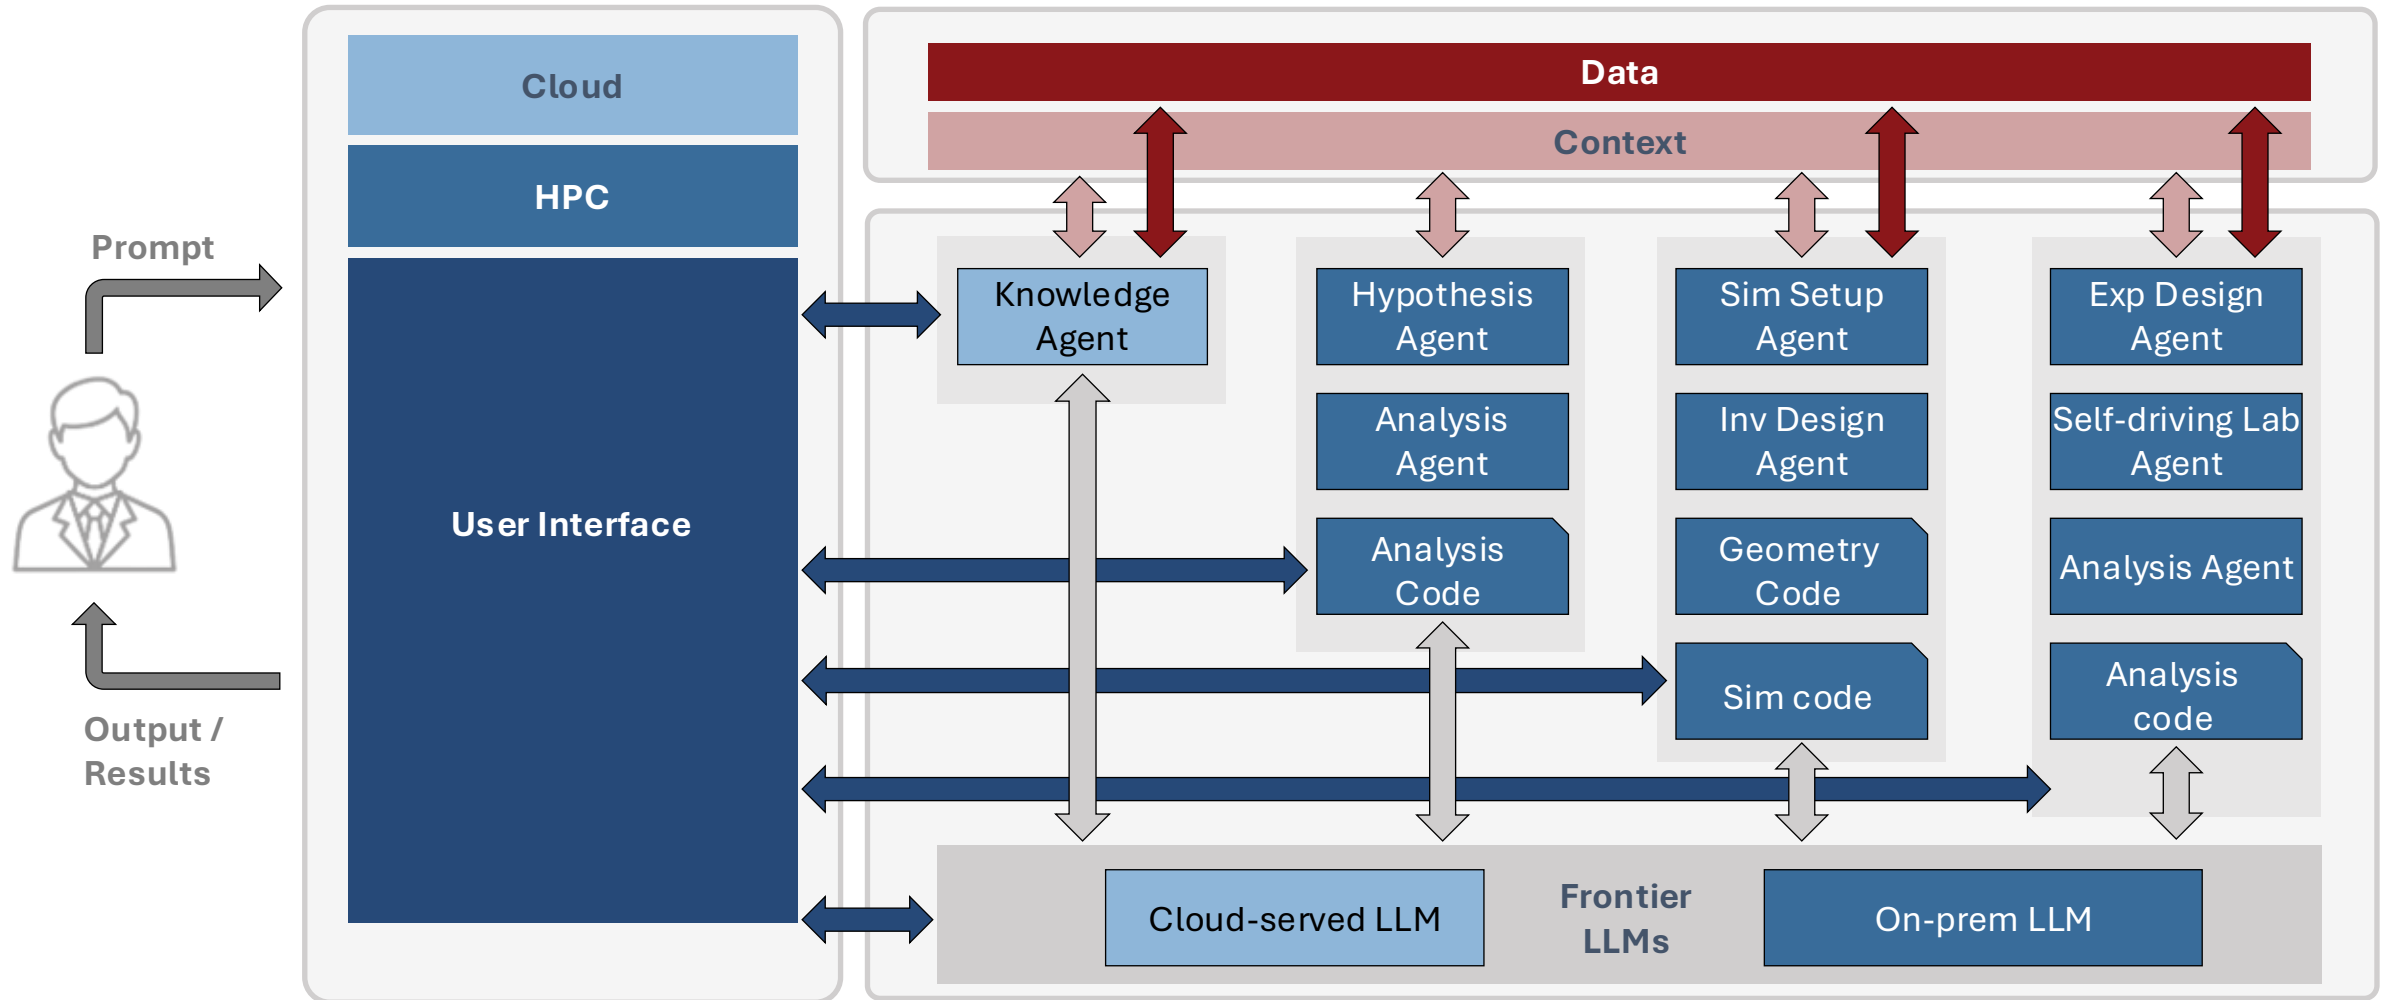 Prompt
Output /
Results
Cloud
HPC
User Interface
Data
Context
Knowledge
Agent
Hypothesis
Agent
Analysis
Agent
Analysis
Code
Sim Setup
Agent
Inv Design
Agent
Geometry
Code
Sim code
Exp Design
Agent
Self-driving Lab
Agent
Analysis Agent
Analysis
code
Cloud-served LLM
Frontier
LLMs
On-prem LLM